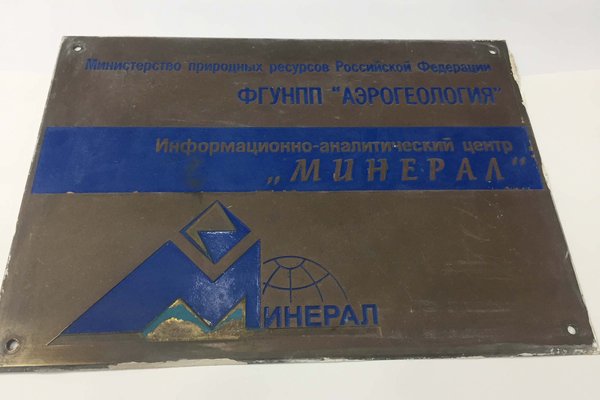 Министерство природных ресурсов Российской Федерации
ФГУНПП "АЭРОГЕОЛОГИЯ"
Информационно-аналитический центр
„МИНЕРАЛ"
МИНЕРАЛ